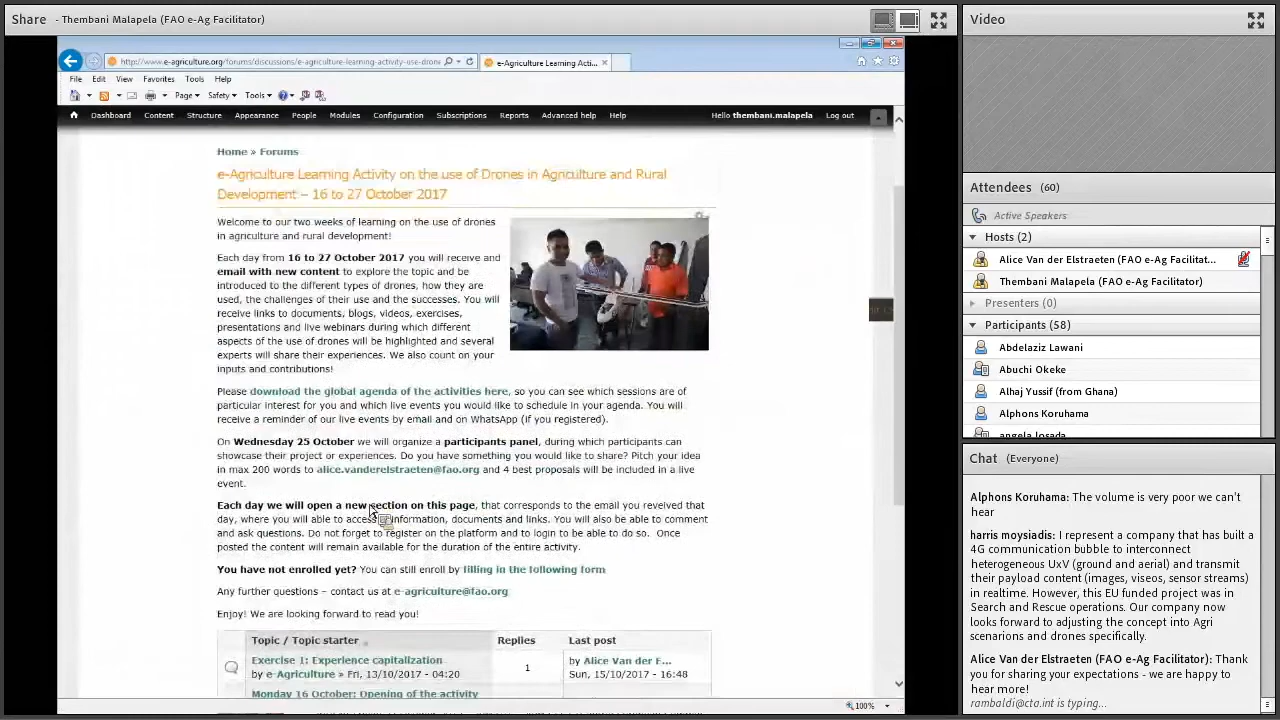 Share - Thembani Malapela (FAO e-Ag Facilitator)
http://www.e-agriculture.org/forums/discussions/e-agriculture-learning-activity-use-dron
e-Agriculture Learning Acti...
File Edit View Favorites Tools Help
Page Safety Tools
Dashboard Content Structure Appearance People Modules Configuration Subscriptions Reports Advanced help Help Hello thembani.malapela Log out
Home » Forums
e-Agriculture Learning Activity on the use of Drones in Agriculture and Rural
Development – 16 to 27 October 2017
Welcome to our two weeks of learning on the use of drones
in agriculture and rural development!
Each day from 16 to 27 October 2017 you will receive and
email with new content to explore the topic and be
introduced to the different types of drones, how they are
used, the challenges of their use and the successes. You will
receive links to documents, blogs, videos, exercises,
presentations and live webinars during which different
aspects of the use of drones will be highlighted and several
experts will share their experiences. We also count on your
inputs and contributions!
Please download the global agenda of the activities here, so you can see which sessions are of
particular interest for you and which live events you would like to schedule in your agenda. You will
receive a reminder of our live events by email and on WhatsApp (if you registered).
On Wednesday 25 October we will organize a participants panel, during which participants can
showcase their project or experiences. Do you have something you would like to share? Pitch your idea
in max 200 words to alice.vanderelstraeten@fao.org and 4 best proposals will be included in a live
event.
Each day we will open a new section on this page, that corresponds to the email you received that
day, where you will able to access information, documents and links. You will also be able to comment
and ask questions. Do not forget to register on the platform and to login to be able to do so. Once
posted the content will remain available for the duration of the entire activity.
You have not enrolled yet? You can still enroll by filling in the following form
Any further questions – contact us at e-agriculture@fao.org
Enjoy! We are looking forward to read you!
Topic / Topic starter Replies Last post
Exercise 1: Experience capitalization
by e-Agriculture » Fri, 13/10/2017 - 04:20
1
by Alice Van der E...
Sun, 15/10/2017 - 16:48
Monday 16 October: Opening of the activity
100%
Video
Attendees (60)
Active Speakers
Hosts (2)
Alice Van der Elstraeten (FAO e-Ag Facilitat...
Thembani Malapela (FAO e-Ag Facilitator)
Presenters (0)
Participants (58)
Abdelaziz Lawani
Abuchi Okeke
Alhaj Yussif (from Ghana)
Alphons Koruhama
angela losada
Chat (Everyone)
Alphons Koruhama: The volume is very poor we can't
hear
harris moysiadis: I represent a company that has built a
4G communication bubble to interconnect
heterogeneous UxV (ground and aerial) and transmit
their payload content (images, viseos, sensor streams)
in realtime. However, this EU funded project was in
Search and Rescue operations. Our company now
looks forward to adjusting the concept into Agri
scenarions and drones specifically.
Alice Van der Elstraeten (FAO e-Ag Facilitator): Thank
you for sharing your expectations - we are happy to
hear more!
rambaldi@cta.int is typing...